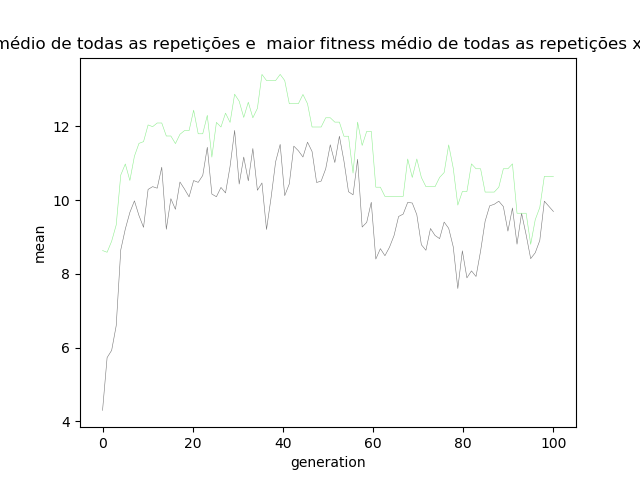 médio de todas as repetições e  maior fitness médio de todas as repetições x
12
10
8
6
4
mean
0 20 40 60 80 100
generation